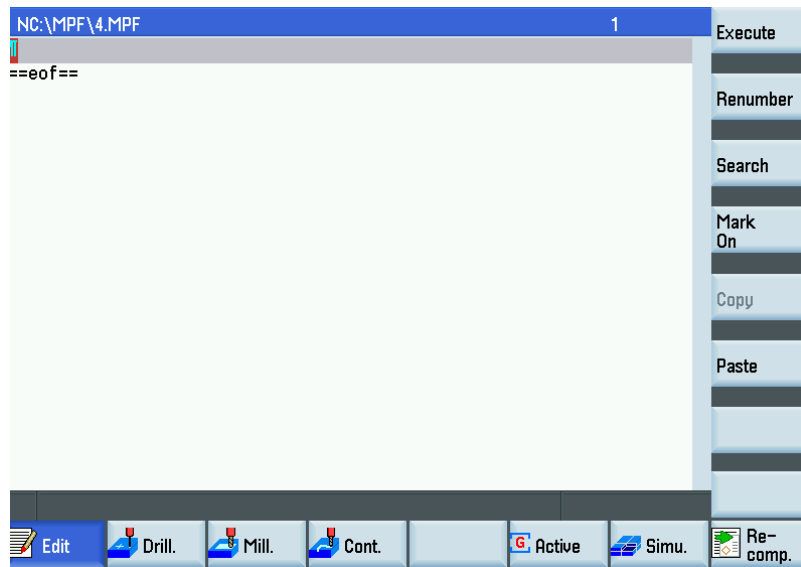 NC:\MPF\4.MPF 1
¶
==eof==
Execute
Renumber
Search
Mark
On
Copy
Paste
Edit
Drill.
Mill.
Cont.
G Active
Simu.
Re-
comp.